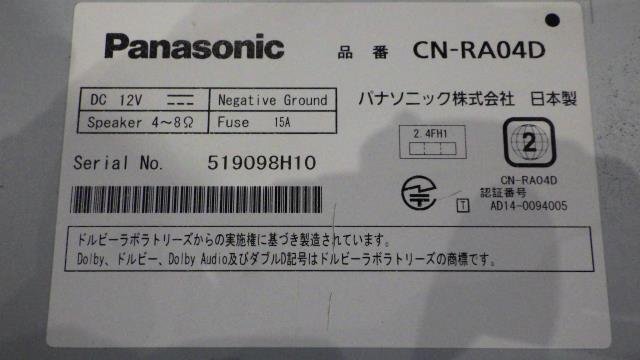 Panasonic 品番 CN-RA04D
DC 12V Negative Ground
Speaker 4～8Ω Fuse 15A
パナソニック株式会社 日本製
2.4FH1
2
Serial No. 519098H10
CN-RA04D
認証番号
T AD14-0094005
ドルビーラボラトリーズからの実施権に基づき製造されています。
Dolby、ドルビー、Dolby Audio及びダブルD記号はドルビーラボラトリーズの商標です。